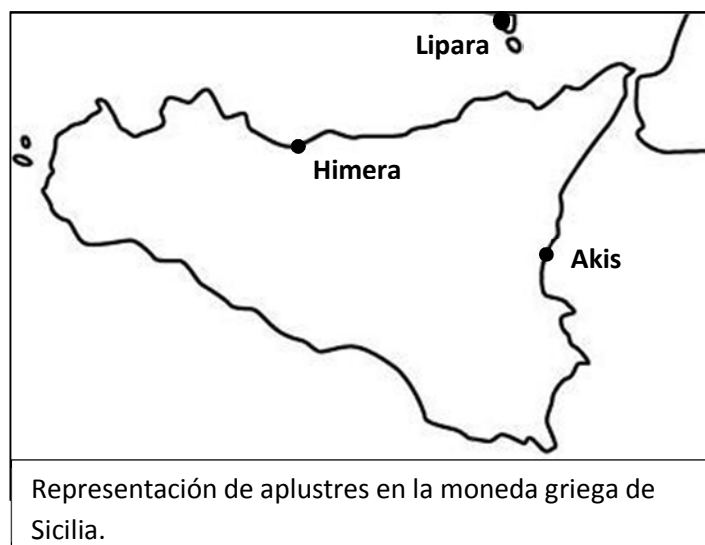 Lipara
Himera
Akis
Representación de aplustres en la moneda griega de
Sicilia.